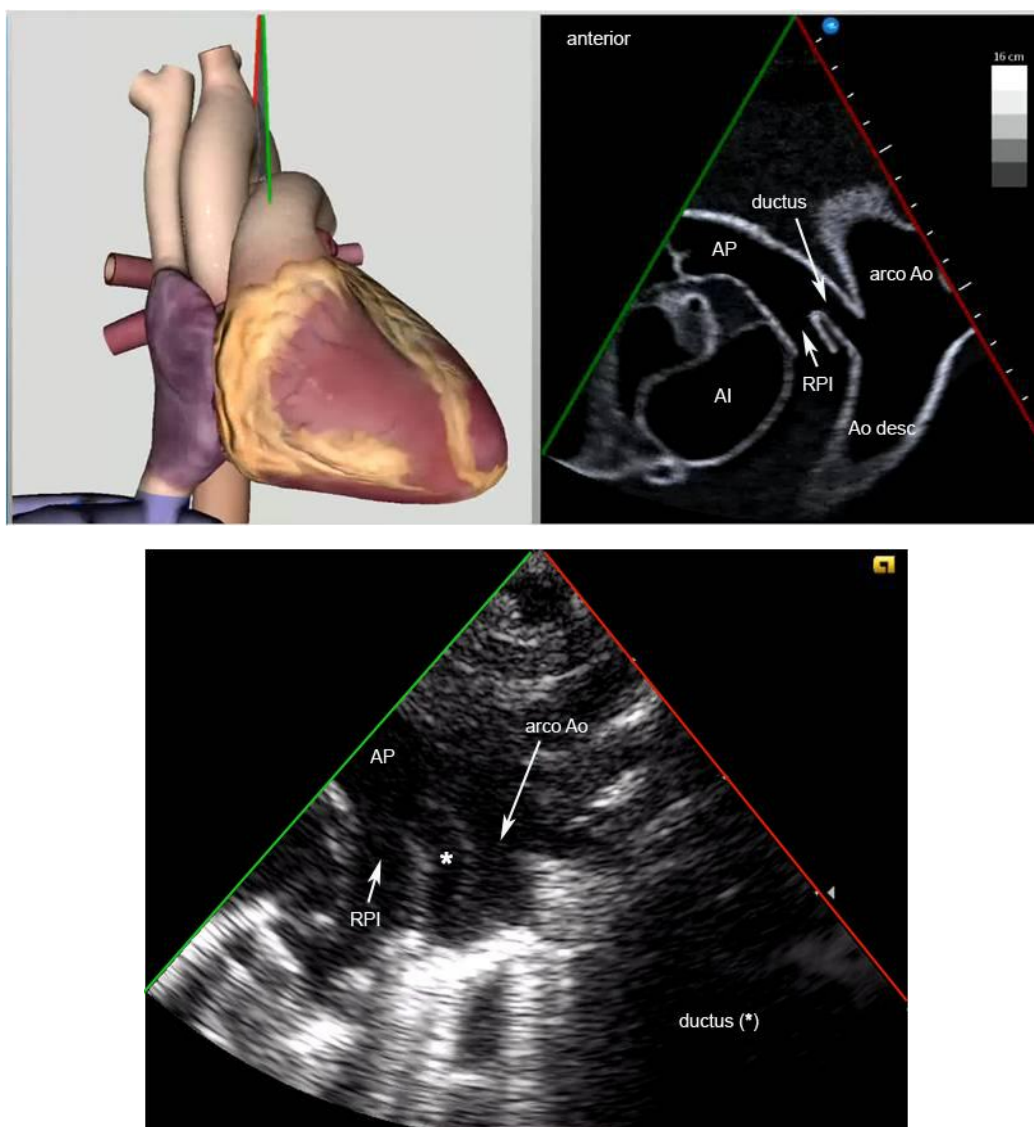 anterior
16 cm
ductus
AP
arco Ao
RPI
AI
Ao desc
arco Ao
AP
*
RPI
ductus (*)